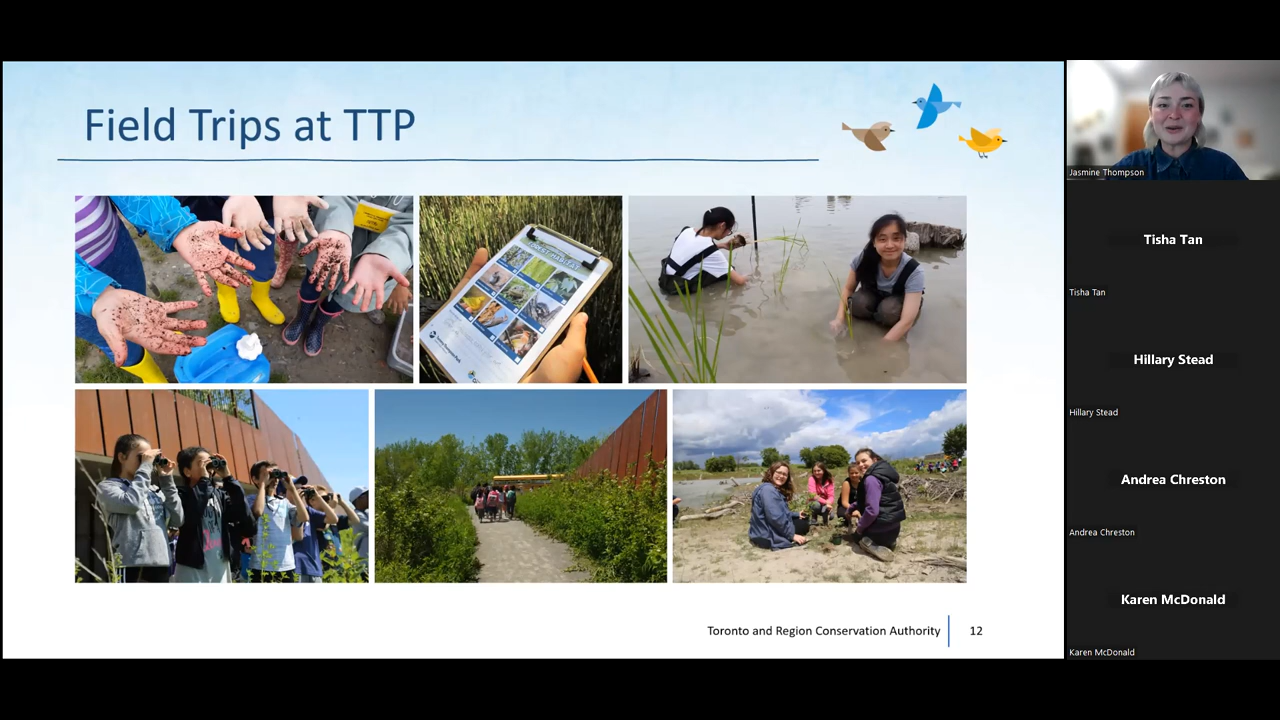 Field Trips at TTP
Toronto and Region Conservation Authority
12
Jasmine Thompson
Tisha Tan
Tisha Tan
Hillary Stead
Hillary Stead
Andrea Chreston
Andrea Chreston
Karen McDonald
Karen McDonald